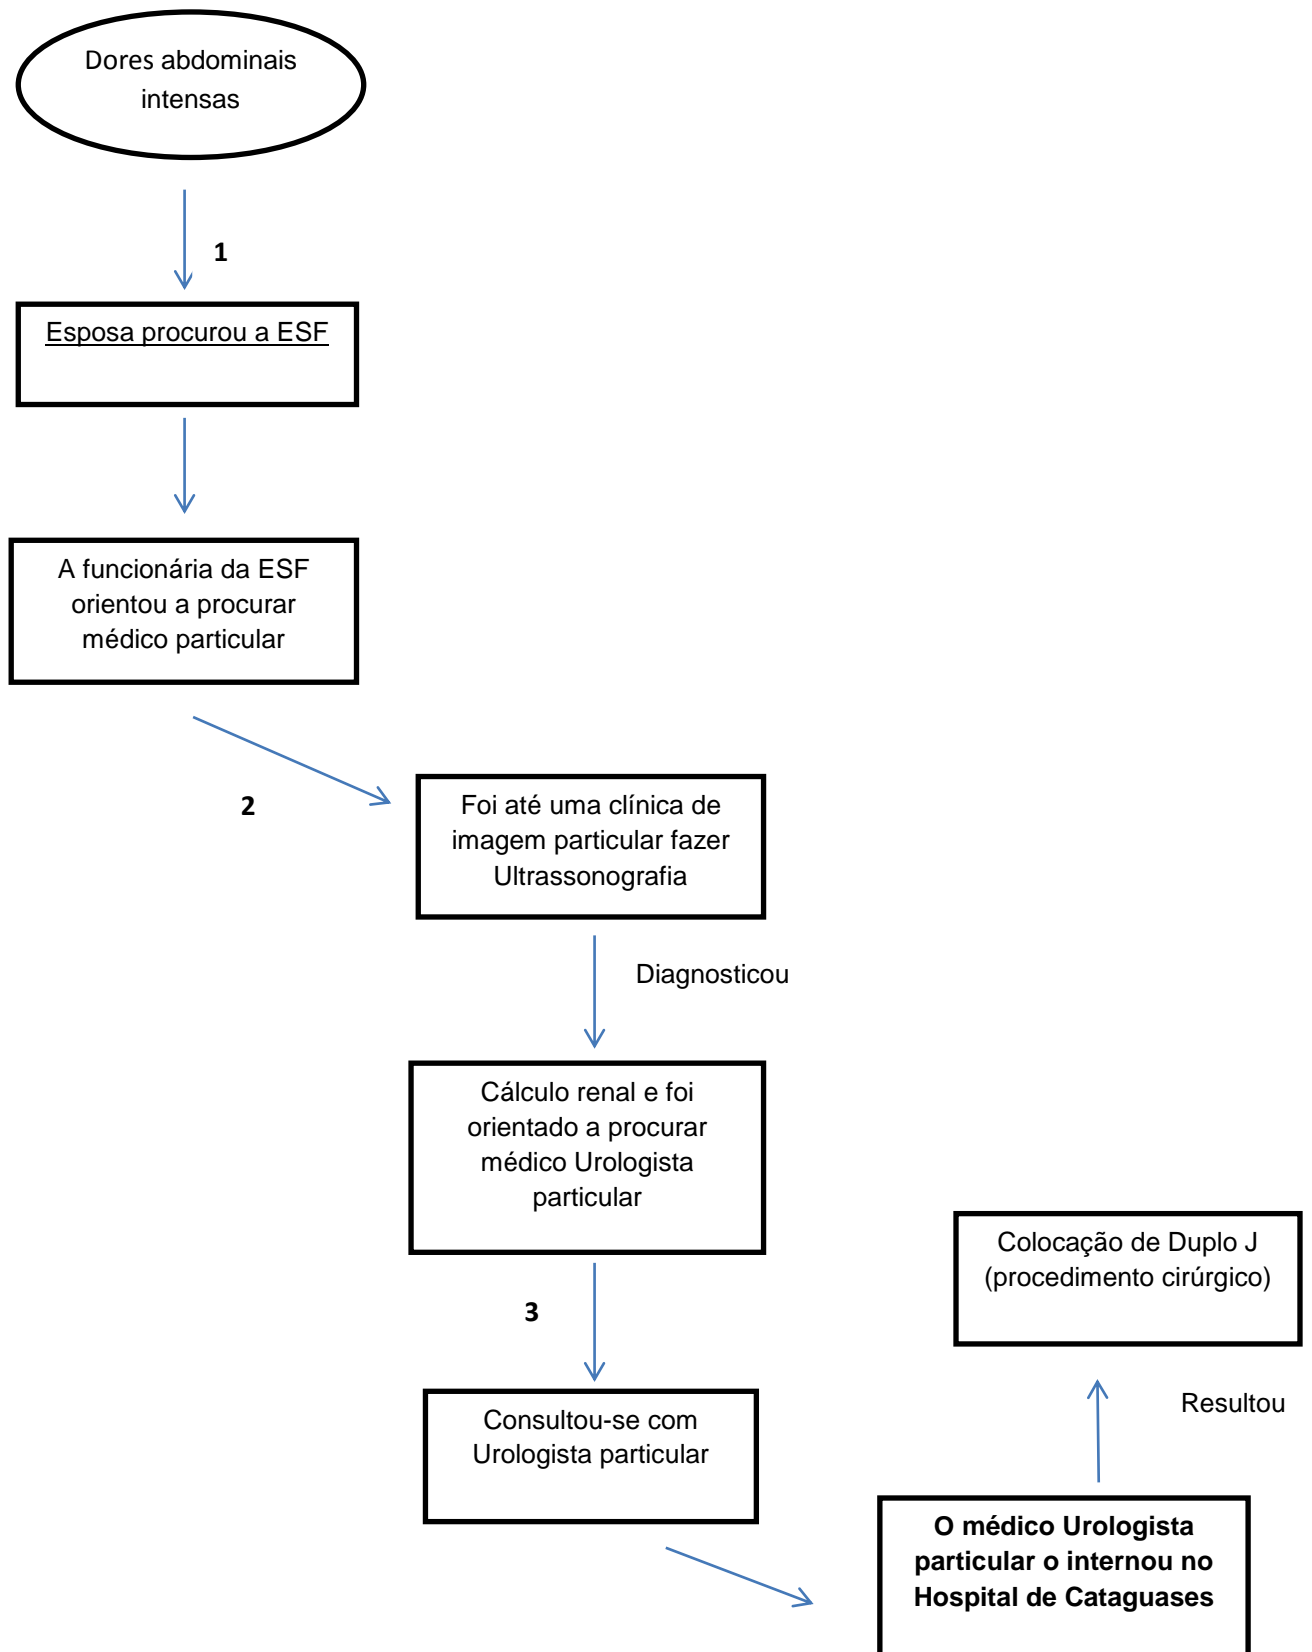 Dores abdominais
intensas
1
Esposa procurou a ESF
A funcionária da ESF
orientou a procurar
médico particular
2
Foi até uma clínica de
imagem particular fazer
Ultrassonografia
Diagnosticou
Cálculo renal e foi
orientado a procurar
médico Urologista
particular
3
Consultou-se com
Urologista particular
O médico Urologista
particular o internou no
Hospital de Cataguases
Resultou
Colocação de Duplo J
(procedimento cirúrgico)